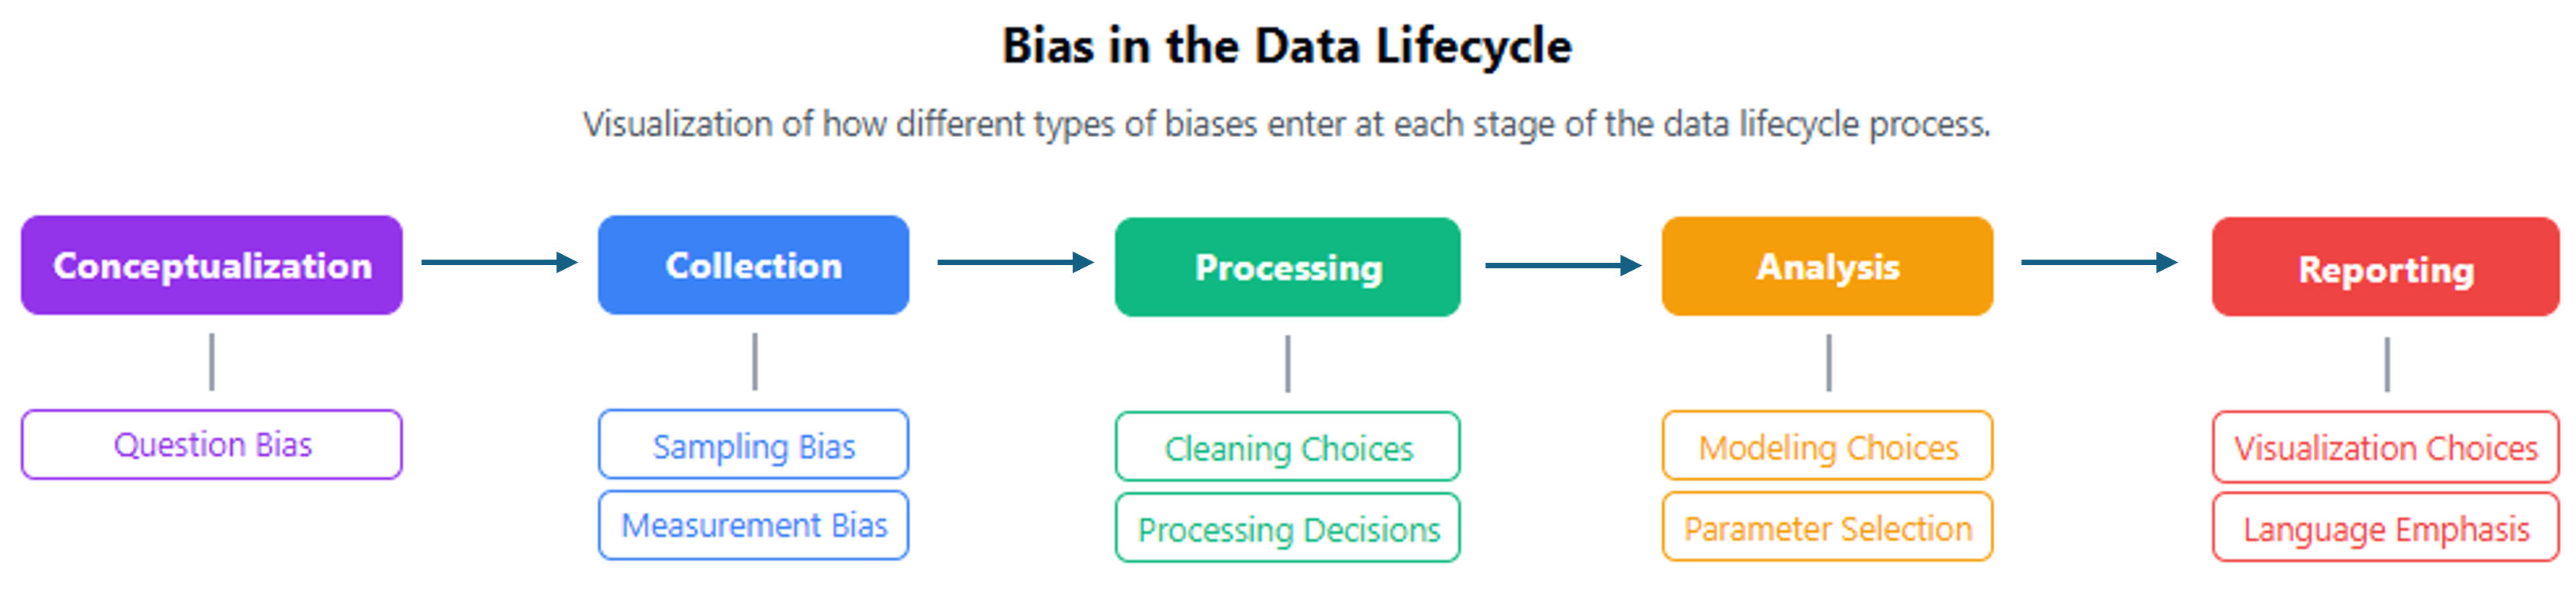 Bias in the Data Lifecycle
Visualization of how different types of biases enter at each stage of the data lifecycle process.
Conceptualization
Collection
Processing
Analysis
Reporting
Question Bias
Sampling Bias
Cleaning Choices
Modeling Choices
Visualization Choices
Measurement Bias
Processing Decisions
Parameter Selection
Language Emphasis